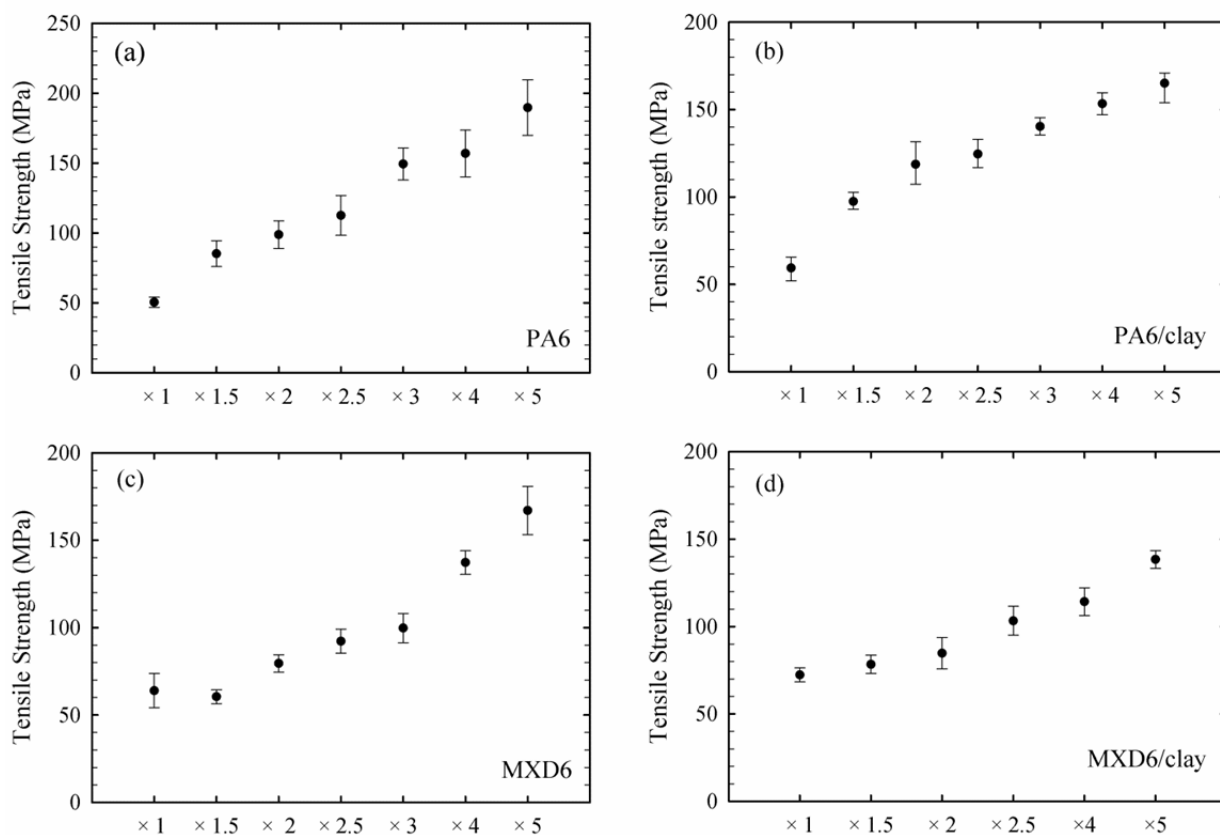 250
200
150
100
50
0
Tensile Strength (MPa)
(a)
PA6
× 1 × 1.5 × 2 × 2.5 × 3 × 4 × 5
200
150
100
50
0
Tensile strength (MPa)
(b)
PA6/clay
× 1 × 1.5 × 2 × 2.5 × 3 × 4 × 5
200
150
100
50
0
Tensile Strength (MPa)
(c)
MXD6
× 1 × 1.5 × 2 × 2.5 × 3 × 4 × 5
200
150
100
50
0
Tensile Strength (MPa)
(d)
MXD6/clay
× 1 × 1.5 × 2 × 2.5 × 3 ×4 ×5